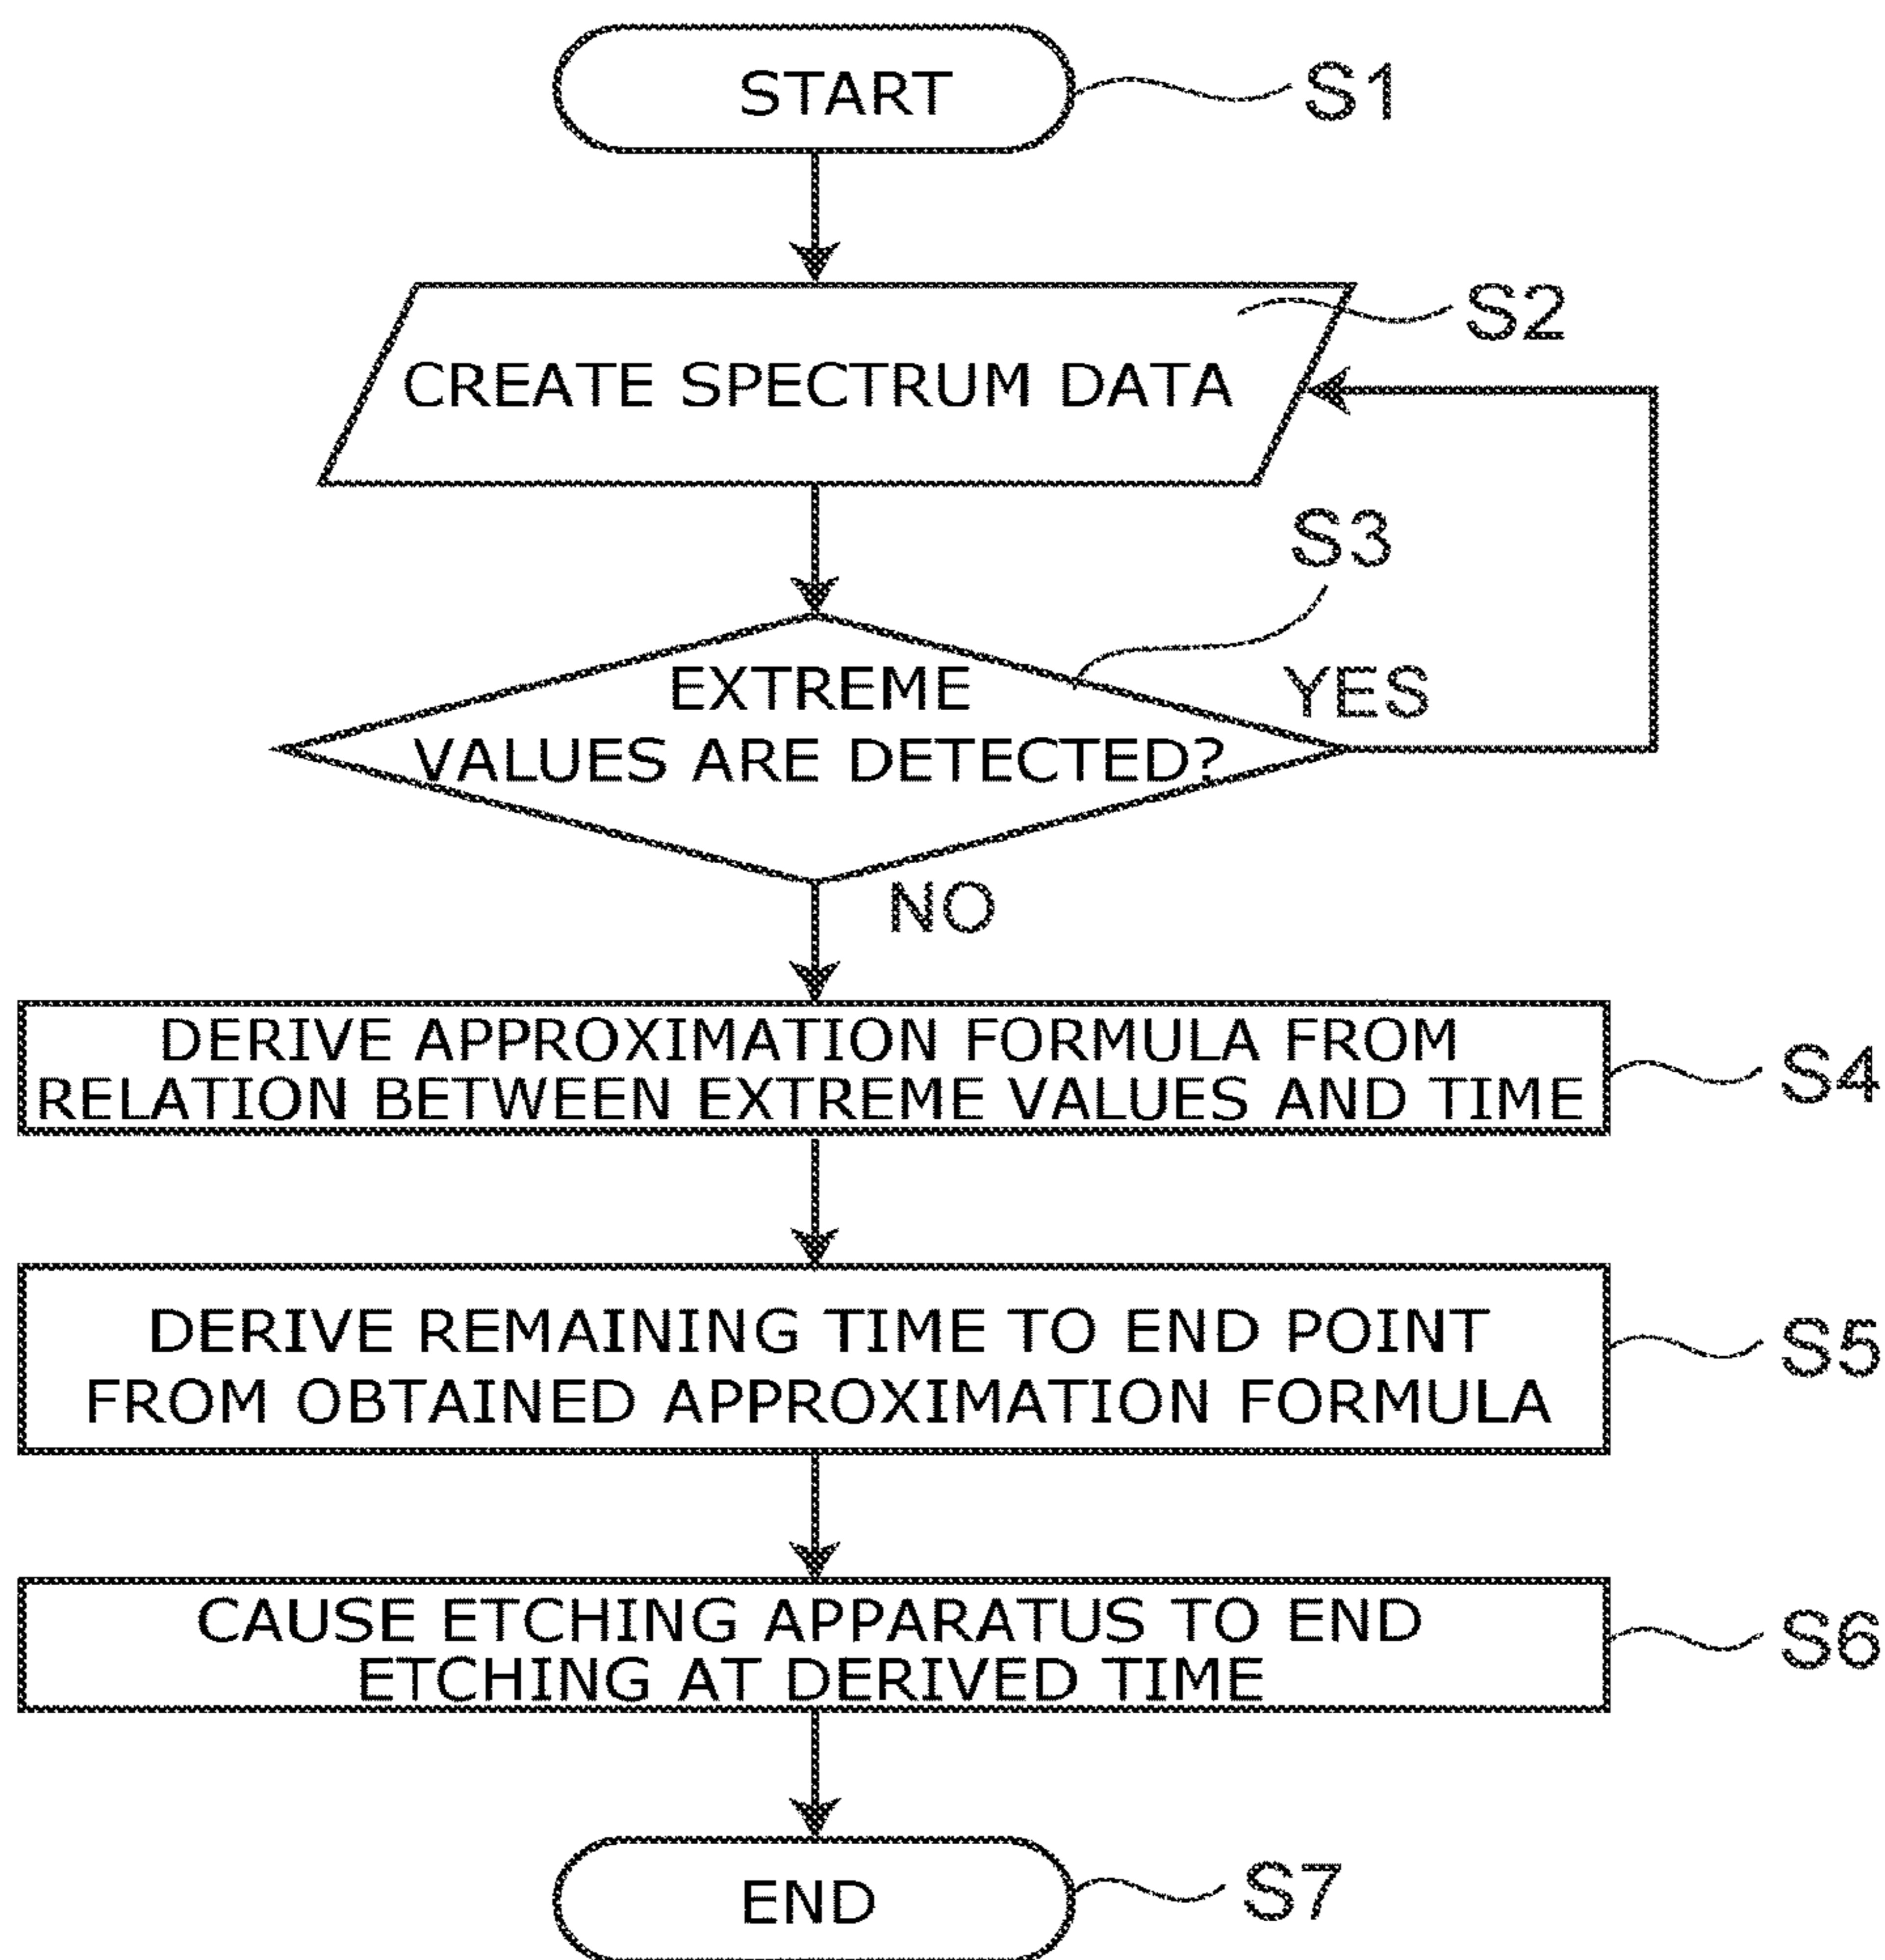 START
S1
S2
CREATE SPECTRUM DATA
S3
EXTREME
YES
VALUES ARE DETECTED?
NO
DERIVE APPROXIMATION FORMULA FROM
RELATION BETWEEN EXTREME VALUES AND TIME
S4
DERIVE REMAINING TIME TO END POINT
FROM OBTAINED APPROXIMATION FORMULA
S5
CAUSE ETCHING APPARATUS TO END
ETCHING AT DERIVED TIME
S6
END
S7